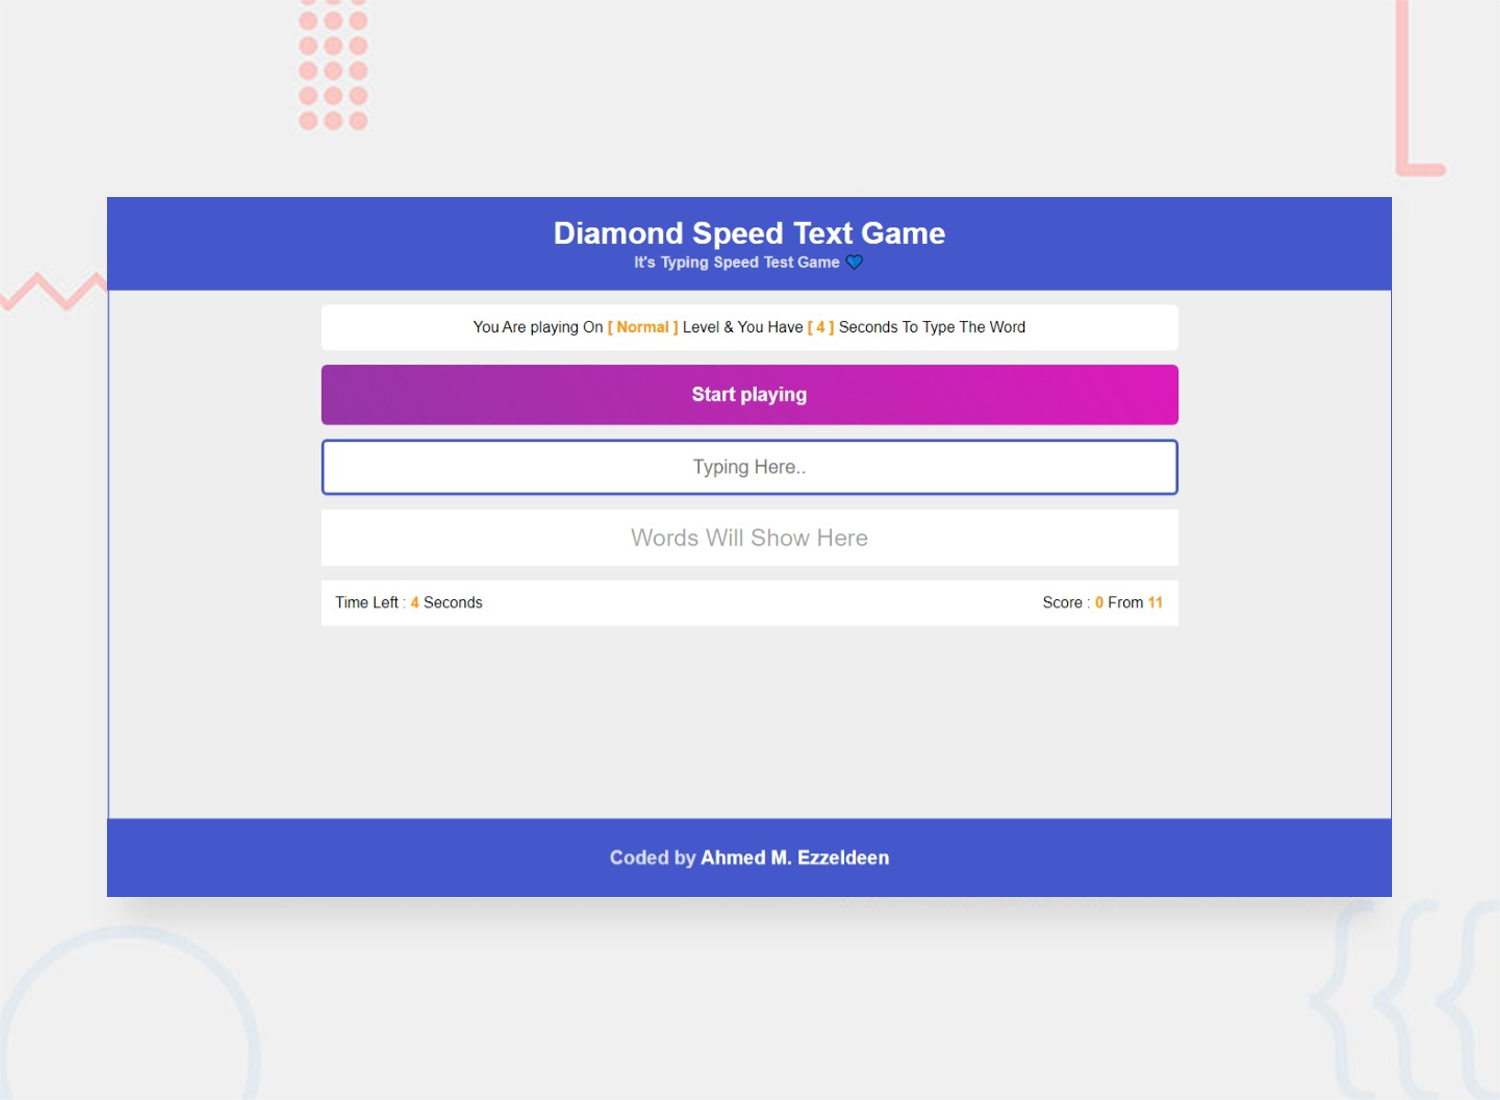 Diamond Speed Text Game
It's Typing Speed Test Game 💙
You Are playing On [ Normal ] Level & You Have [ 4 ] Seconds To Type The Word
Start playing
Typing Here..
Words Will Show Here
Time Left : 4 Seconds
Score : 0 From 11
Coded by Ahmed M. Ezzeldeen